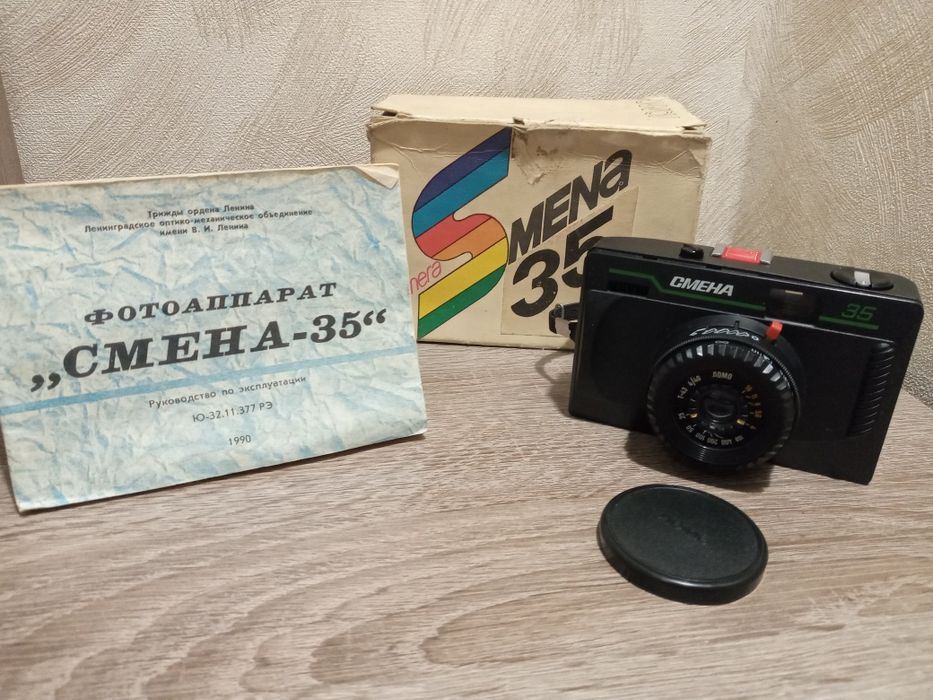 Трижды ордена Ленина
Ленинградское оптико-механическое объединение
имени В. И. Ленина
ФОТОАППАРАТ
„СМЕНА-35“
Руководство по эксплуатации
Ю-32.11.377 РЭ
1990
SMENA
35
mera
СМЕНА
35
ЛОМО